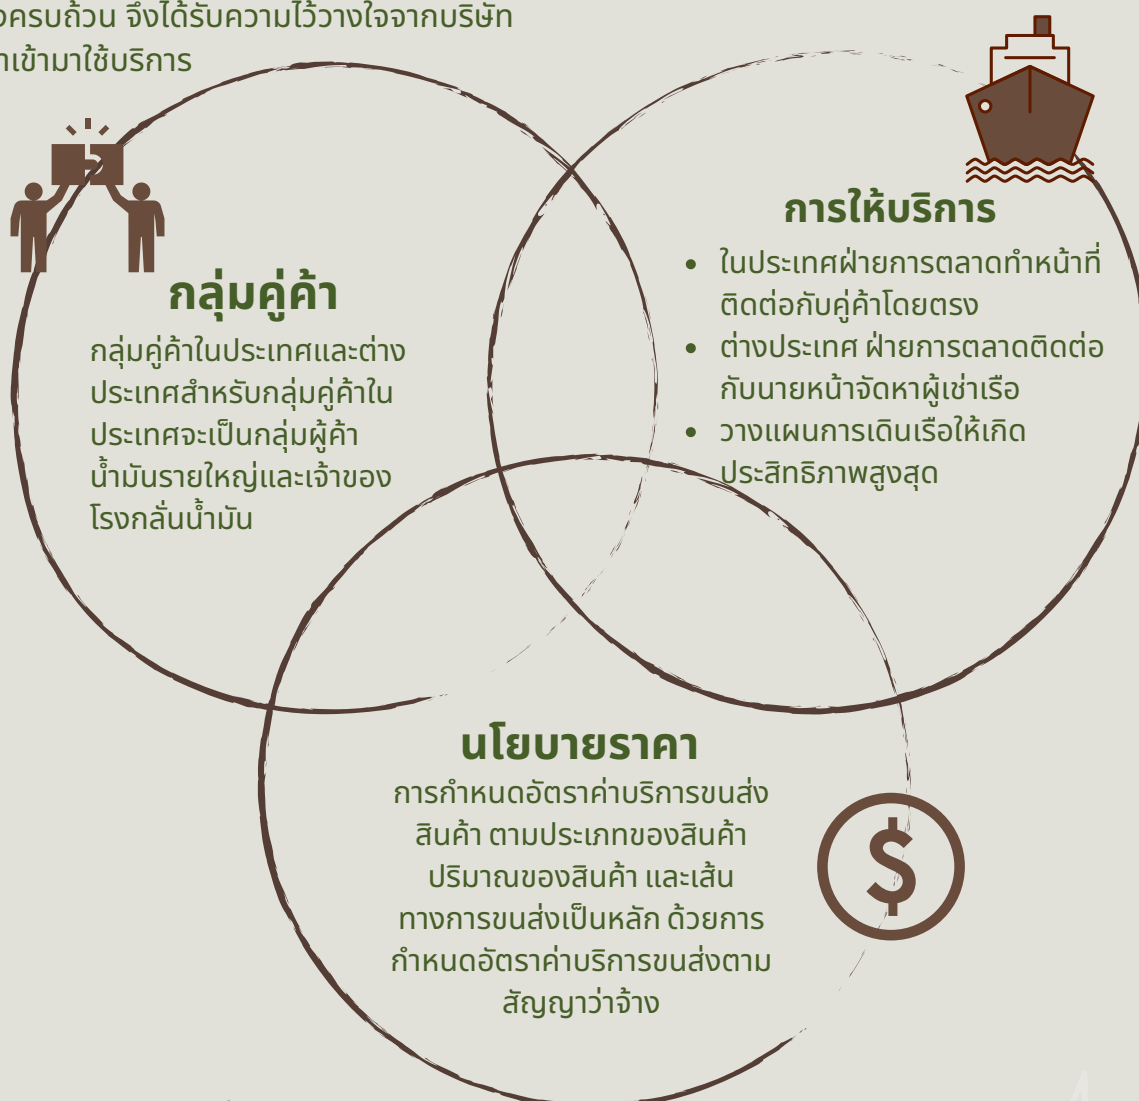 งครบถ้วน จึงได้รับความไว้วางใจจากบริษัท
าเข้ามาใช้บริการ
กลุ่มคู่ค้า
กลุ่มคู่ค้าในประเทศและต่าง
ประเทศสำหรับกลุ่มคู่ค้าใน
ประเทศจะเป็นกลุ่มผู้ค้า
น้ำมันรายใหญ่และเจ้าของ
โรงกลั่นน้ำมัน
การให้บริการ
• ในประเทศฝ่ายการตลาดทำหน้าที่
ติดต่อกับคู่ค้าโดยตรง
• ต่างประเทศ ฝ่ายการตลาดติดต่อ
กับนายหน้าจัดหาผู้เช่าเรือ
• วางแผนการเดินเรือให้เกิด
ประสิทธิภาพสูงสุด
นโยบายราคา
การกำหนดอัตราค่าบริการขนส่ง
สินค้า ตามประเภทของสินค้า
ปริมาณของสินค้า และเส้น
ทางการขนส่งเป็นหลัก ด้วยการ
กำหนดอัตราค่าบริการขนส่งตาม
สัญญาว่าจ้าง
$